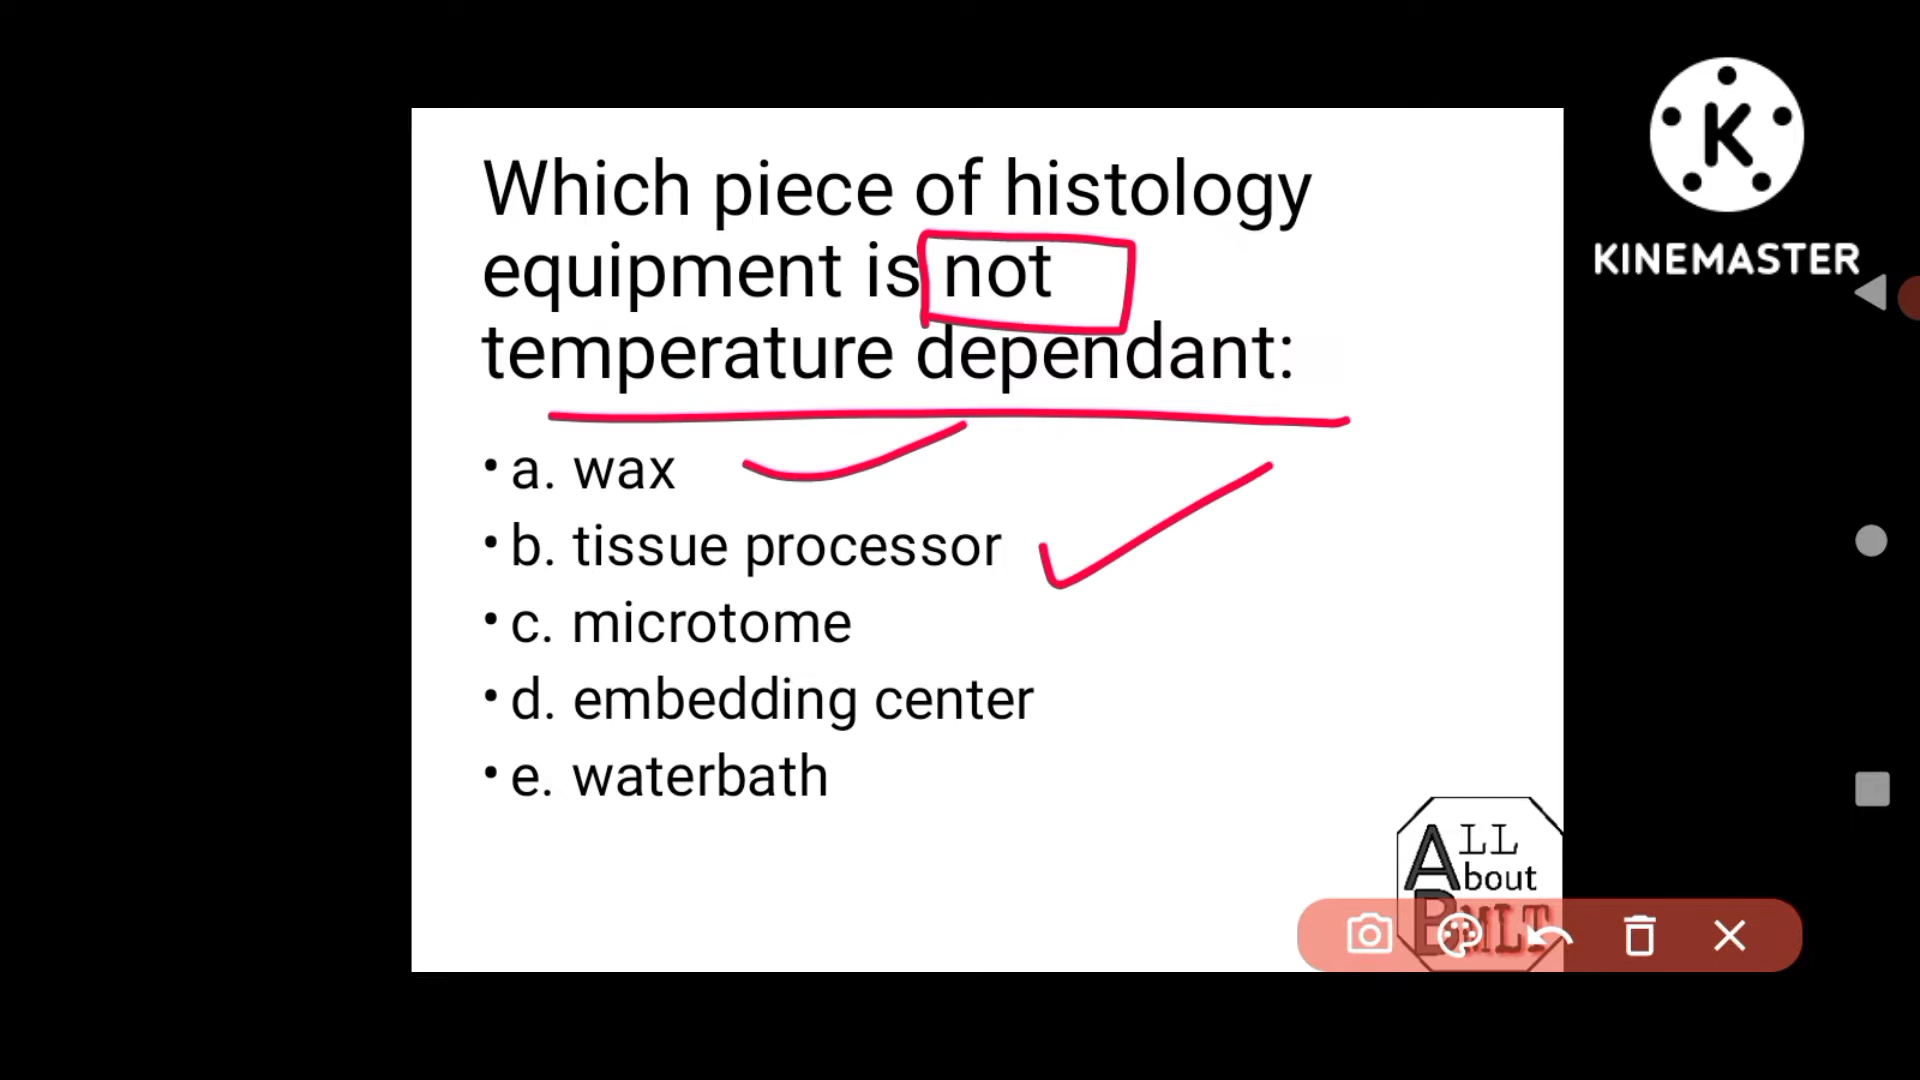 Which piece of histology
equipment is not
temperature dependant:
• a. wax
• b. tissue processor
• c. microtome
• d. embedding center
• e. waterbath
K
KINEMASTER
ALL
About
BMLT